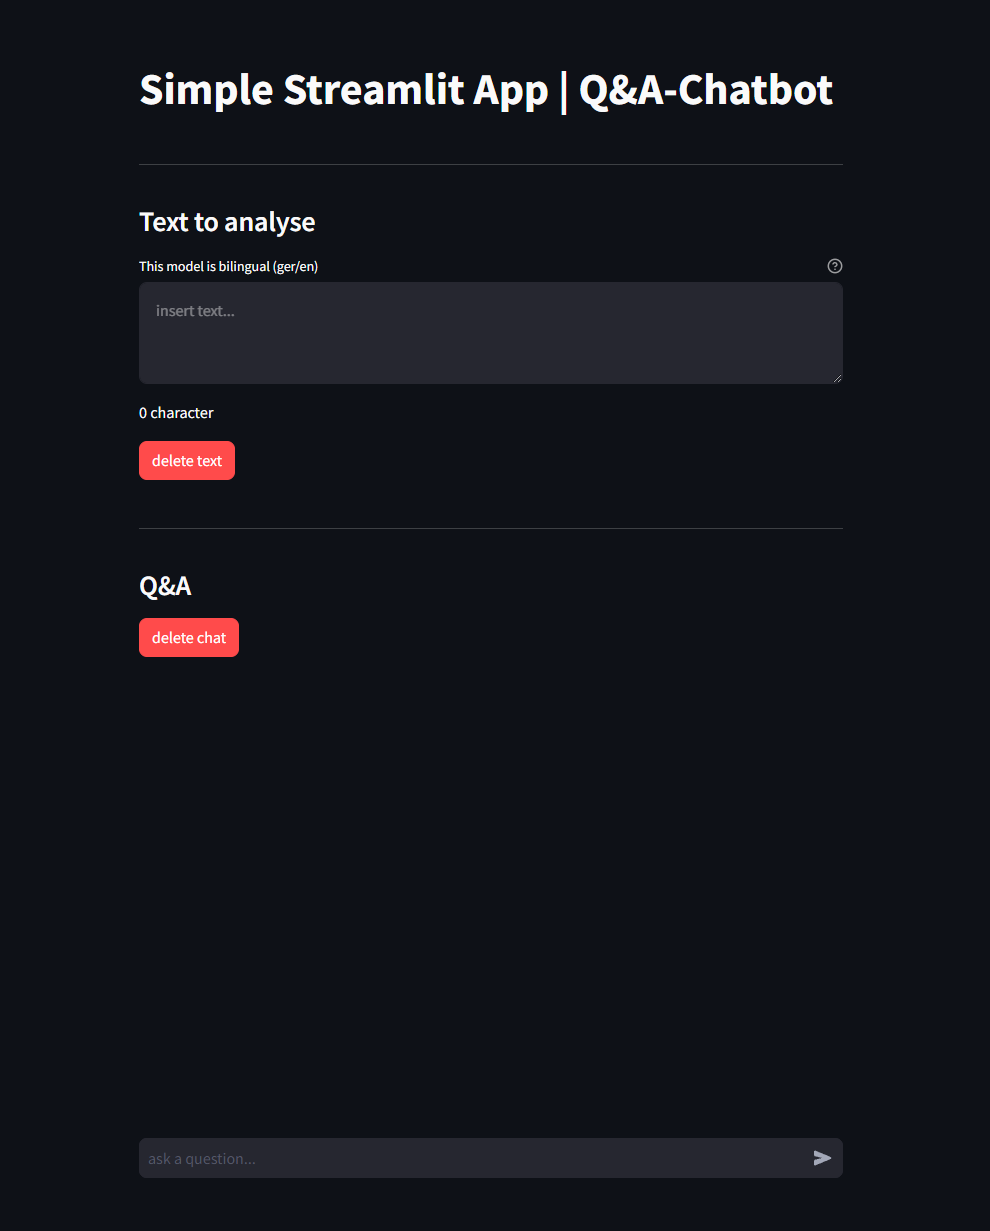 Simple Streamlit App | Q&A-Chatbot
Text to analyse
This model is bilingual (ger/en)
insert text...
0 character
delete text
Q&A
delete chat
ask a question...